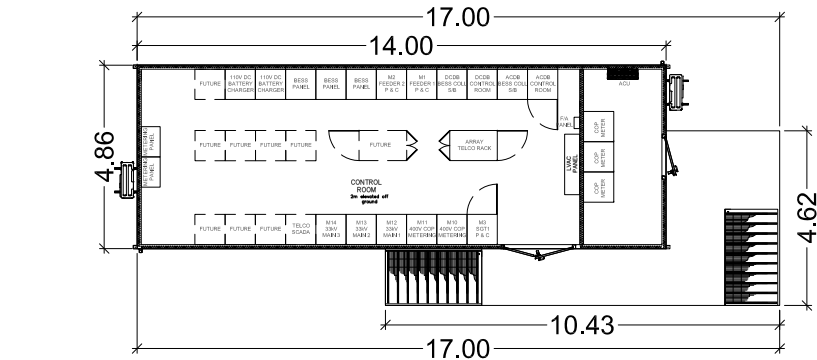 17.00
14.00
4.86
4.62
10.43
17.00
FUTURE
110V DC
BATTERY
CHARGER
110V DC
BATTERY
CHARGER
BESS
PANEL
BESS
PANEL
BESS
PANEL
M2
FEEDER 2
P & C
M1
FEEDER 1
P & C
DCDB
BESS COLL
S/B
DCDB
CONTROL
ROOM
ACDB
BESS COLL
S/B
ACDB
CONTROL
ROOM
ACU
F/A
PANEL
METERING
PANEL
METERING
PANEL
FUTURE
FUTURE
FUTURE
FUTURE
FUTURE
ARRAY
TELCO RACK
LVAC
PANEL
COP
METER
COP
METER
COP
METER
CONTROL
ROOM
2m elevated off
ground
FUTURE
FUTURE
FUTURE
TELCO
SCADA
M14
33kV
MAIN 3
M13
33kV
MAIN 2
M12
33kV
MAIN 1
M11
400V COP
METERING
M10
400V COP
METERING
M3
SGT1
P & C